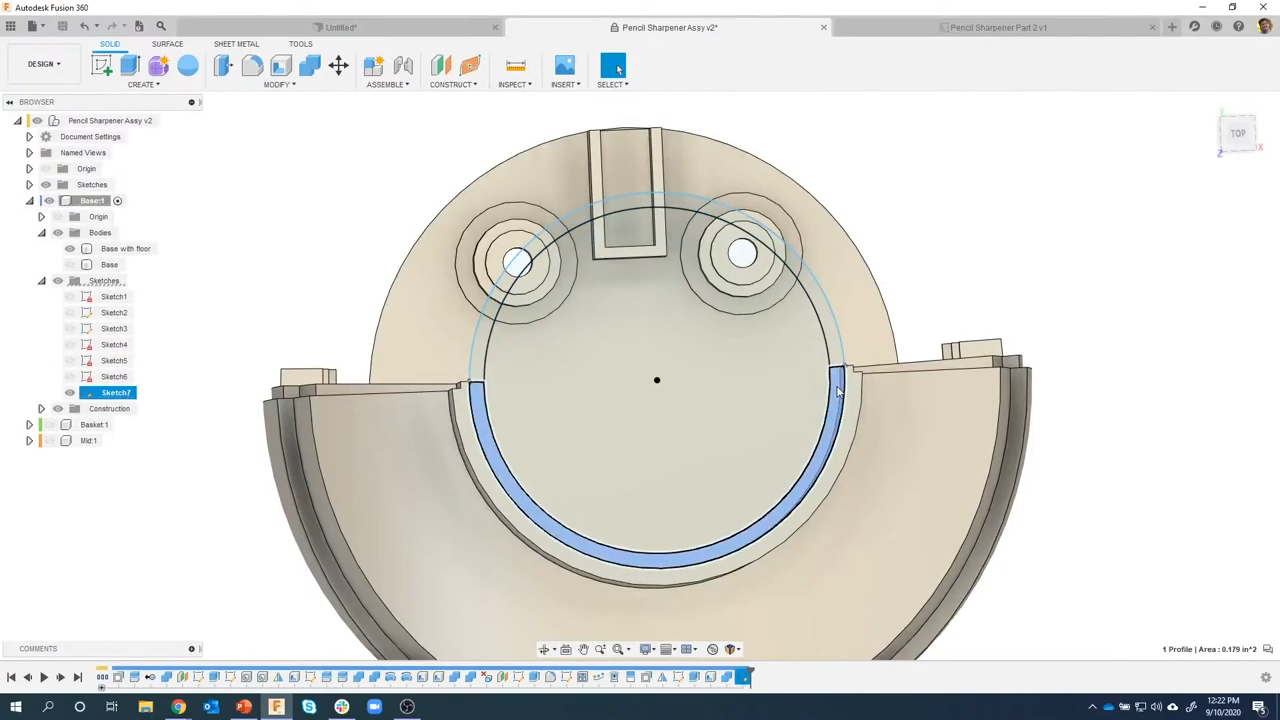 Autodesk Fusion 360
Untitled*
Pencil Sharpener Assy v2*
Pencil Sharpener Part 2 v1
SOLID
SURFACE
SHEET METAL
TOOLS
DESIGN
CREATE
MODIFY
ASSEMBLE
CONSTRUCT
INSPECT
INSERT
SELECT
BROWSER
Pencil Sharpener Assy v2
Document Settings
Named Views
Origin
Sketches
Base:1
Origin
Bodies
Base with floor
Base
Sketches
Sketch1
Sketch2
Sketch3
Sketch4
Sketch5
Sketch6
Sketch7
Construction
Basket:1
Mid:1
Y
TOP
X
Z
COMMENTS
1 Profile | Area : 0.179 in^2
12:22 PM
9/10/2020
5